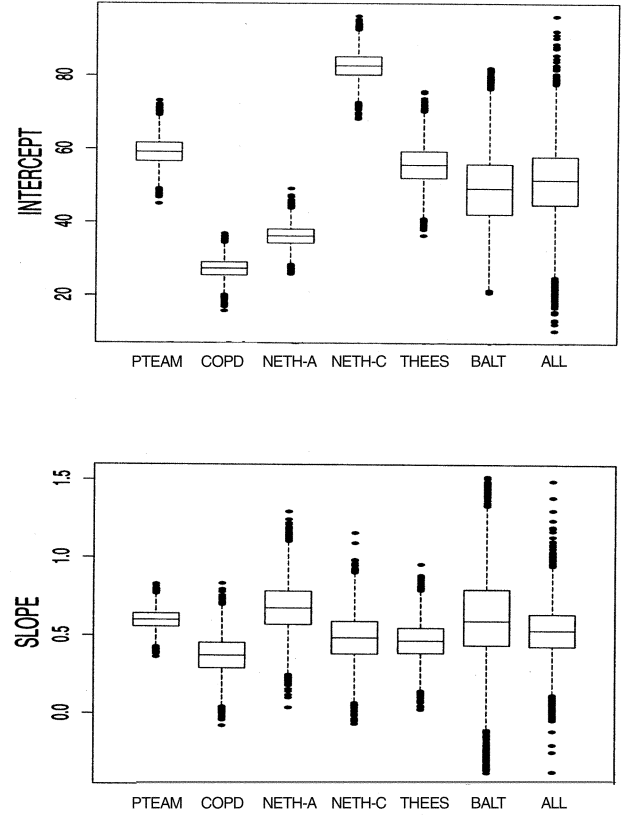 INTERCEPT
80
60
40
20
PTEAM COPD NETH-A NETH-C THEES BALT ALL
SLOPE
1.5
1.0
0.5
0.0
PTEAM COPD NETH-A NETH-C THEES BALT ALL